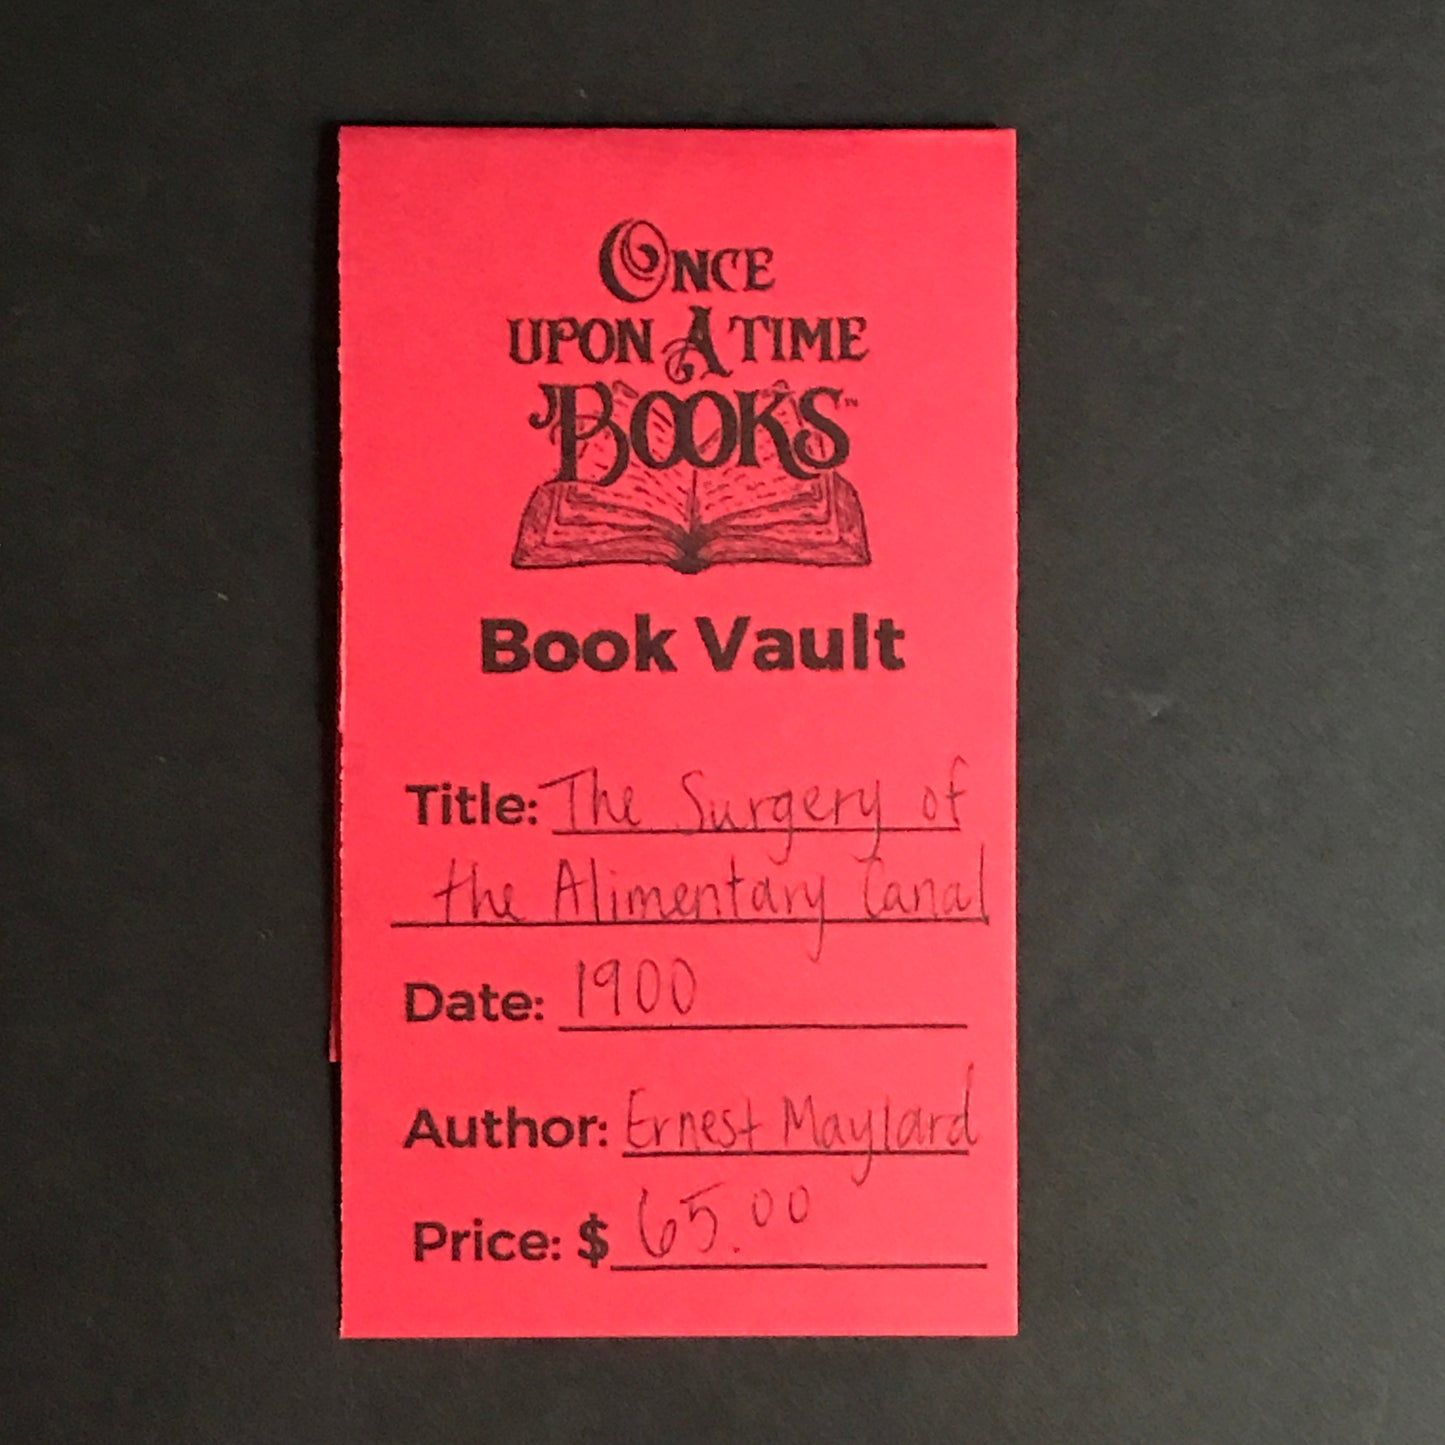 ONCE
UPON A TIME
BOOKS™
Book Vault
Title: The Surgery of
the Alimentary Canal
Date: 1900
Author: Ernest Maylard
Price: $ 65.00